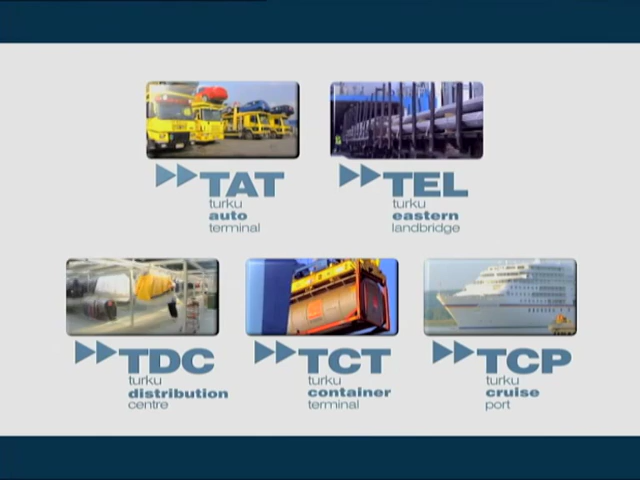 TAT
turku
auto
terminal
TEL
turku
eastern
landbridge
TDC
turku
distribution
centre
TCT
turku
container
terminal
TCP
turku
cruise
port